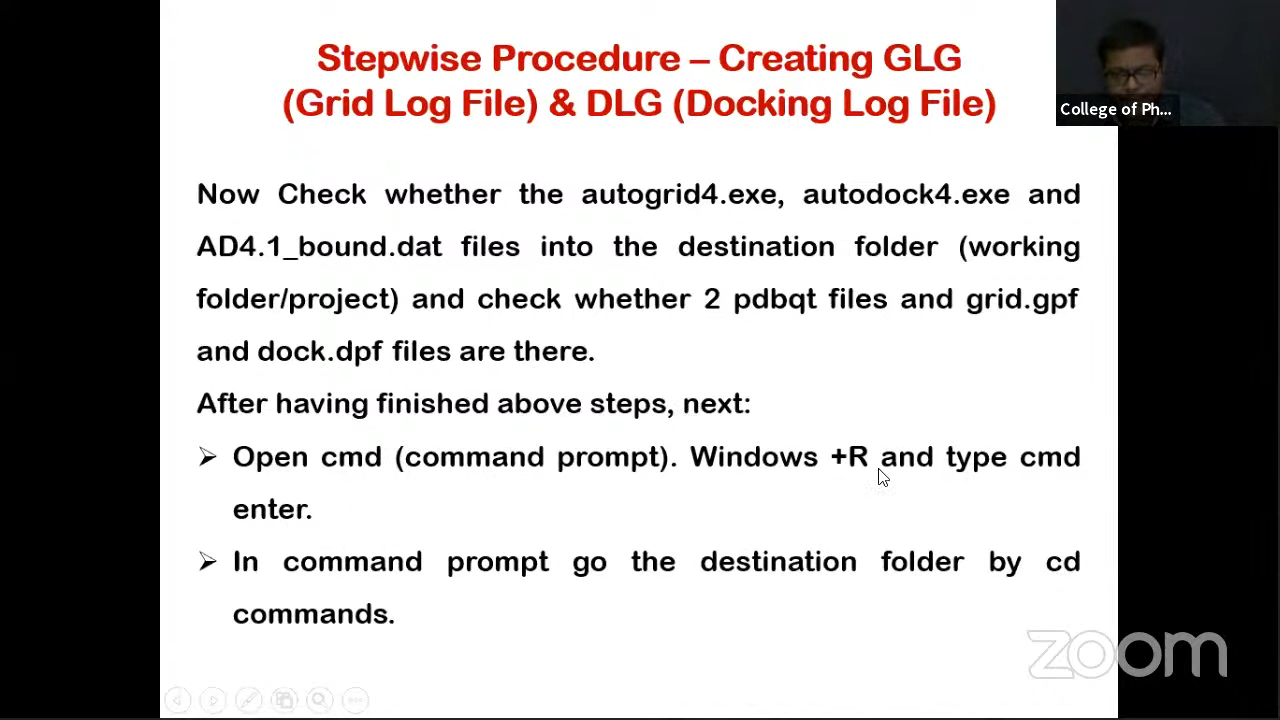 Stepwise Procedure – Creating GLG
(Grid Log File) & DLG (Docking Log File)
College of Ph...
Now Check whether the autogrid4.exe, autodock4.exe and
AD4.1_bound.dat files into the destination folder (working
folder/project) and check whether 2 pdbqt files and grid.gpf
and dock.dpf files are there.
After having finished above steps, next:
➢ Open cmd (command prompt). Windows +R and type cmd
enter.
➢ In command prompt go the destination folder by cd
commands.
zoom